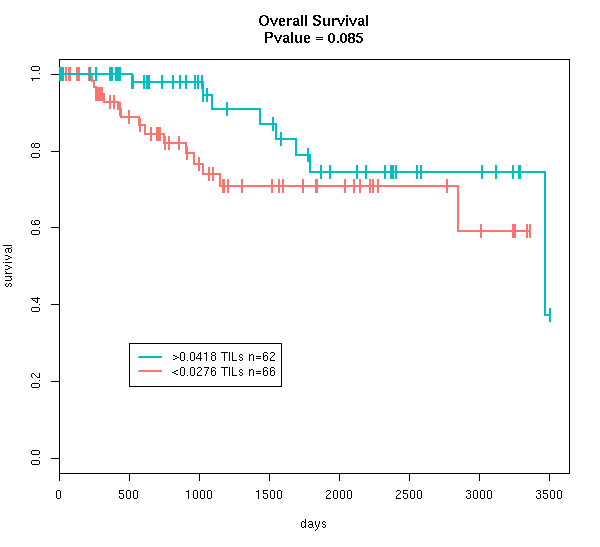 Overall Survival
Pvalue = 0.085
survival
1.0
0.8
0.6
0.4
0.2
0.0
>0.0418 TILs n=62
<0.0276 TILs n=66
0 500 1000 1500 2000 2500 3000 3500
days